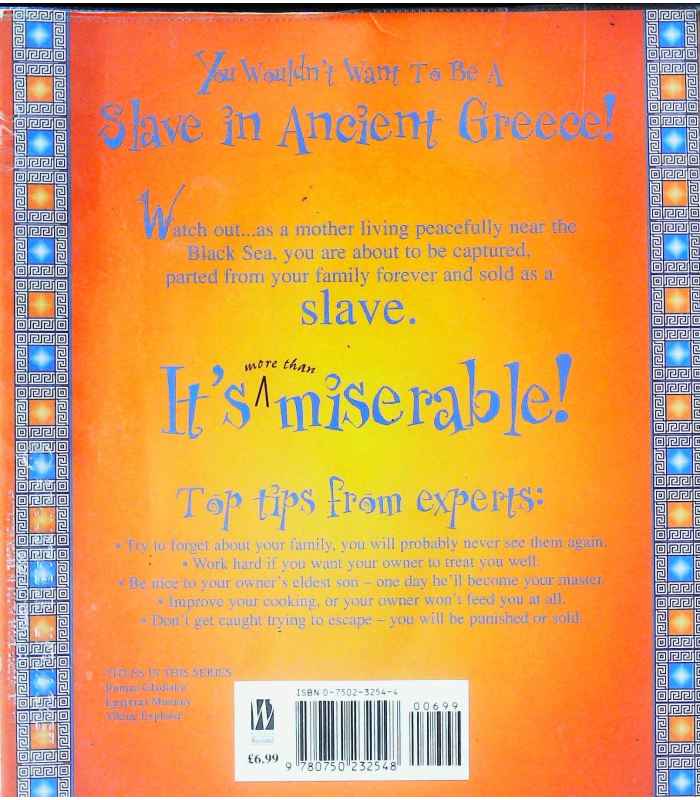 You Wouldn't Want To Be A
Slave in Ancient Greece!
Watch out...as a mother living peacefully near the
Black Sea, you are about to be captured,
parted from your family forever and sold as a
slave.
more than
It's ⋀ miserable!
Top tips from experts:
• Try to forget about your family, you will probably never see them again.
• Work hard if you want your owner to treat you well.
• Be nice to your owner's eldest son – one day he'll become your master.
• Improve your cooking, or your owner won't feed you at all.
• Don't get caught trying to escape – you will be punished or sold.
TITLES IN THIS SERIES
Roman Gladiator
Egyptian Mummy
Viking Explorer
ISBN 0-7502-3254-4
00699
W
£6.99
9 780750 232548